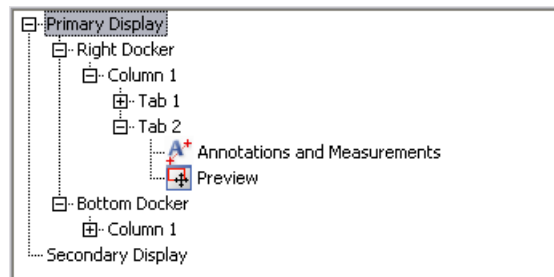 Primary Display
Right Docker
Column 1
Tab 1
Tab 2
Annotations and Measurements
Preview
Bottom Docker
Column 1
Secondary Display